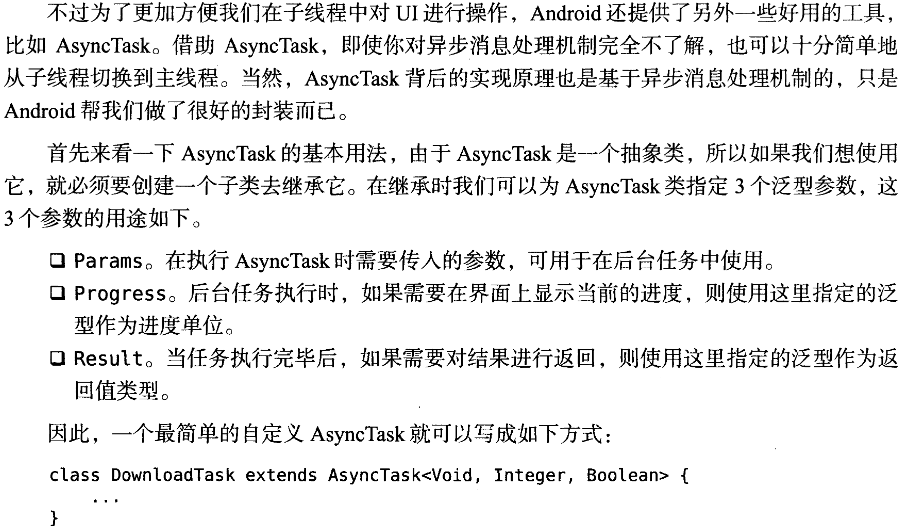 不过为了更加方便我们在子线程中对 UI 进行操作，Android 还提供了另外一些好用的工具，
比如 AsyncTask。借助 AsyncTask，即使你对异步消息处理机制完全不了解，也可以十分简单地
从子线程切换到主线程。当然，AsyncTask 背后的实现原理也是基于异步消息处理机制的，只是
Android 帮我们做了很好的封装而已。
首先来看一下 AsyncTask 的基本用法，由于 AsyncTask 是一个抽象类，所以如果我们想使用
它，就必须要创建一个子类去继承它。在继承时我们可以为 AsyncTask 类指定 3 个泛型参数，这
3 个参数的用途如下。
❑ Params。在执行 AsyncTask 时需要传入的参数，可用于在后台任务中使用。
❑ Progress。后台任务执行时，如果需要在界面上显示当前的进度，则使用这里指定的泛
型作为进度单位。
❑ Result。当任务执行完毕后，如果需要对结果进行返回，则使用这里指定的泛型作为返
回值类型。
因此，一个最简单的自定义 AsyncTask 就可以写成如下方式：
class DownloadTask extends AsyncTask<Void, Integer, Boolean> {
...
}